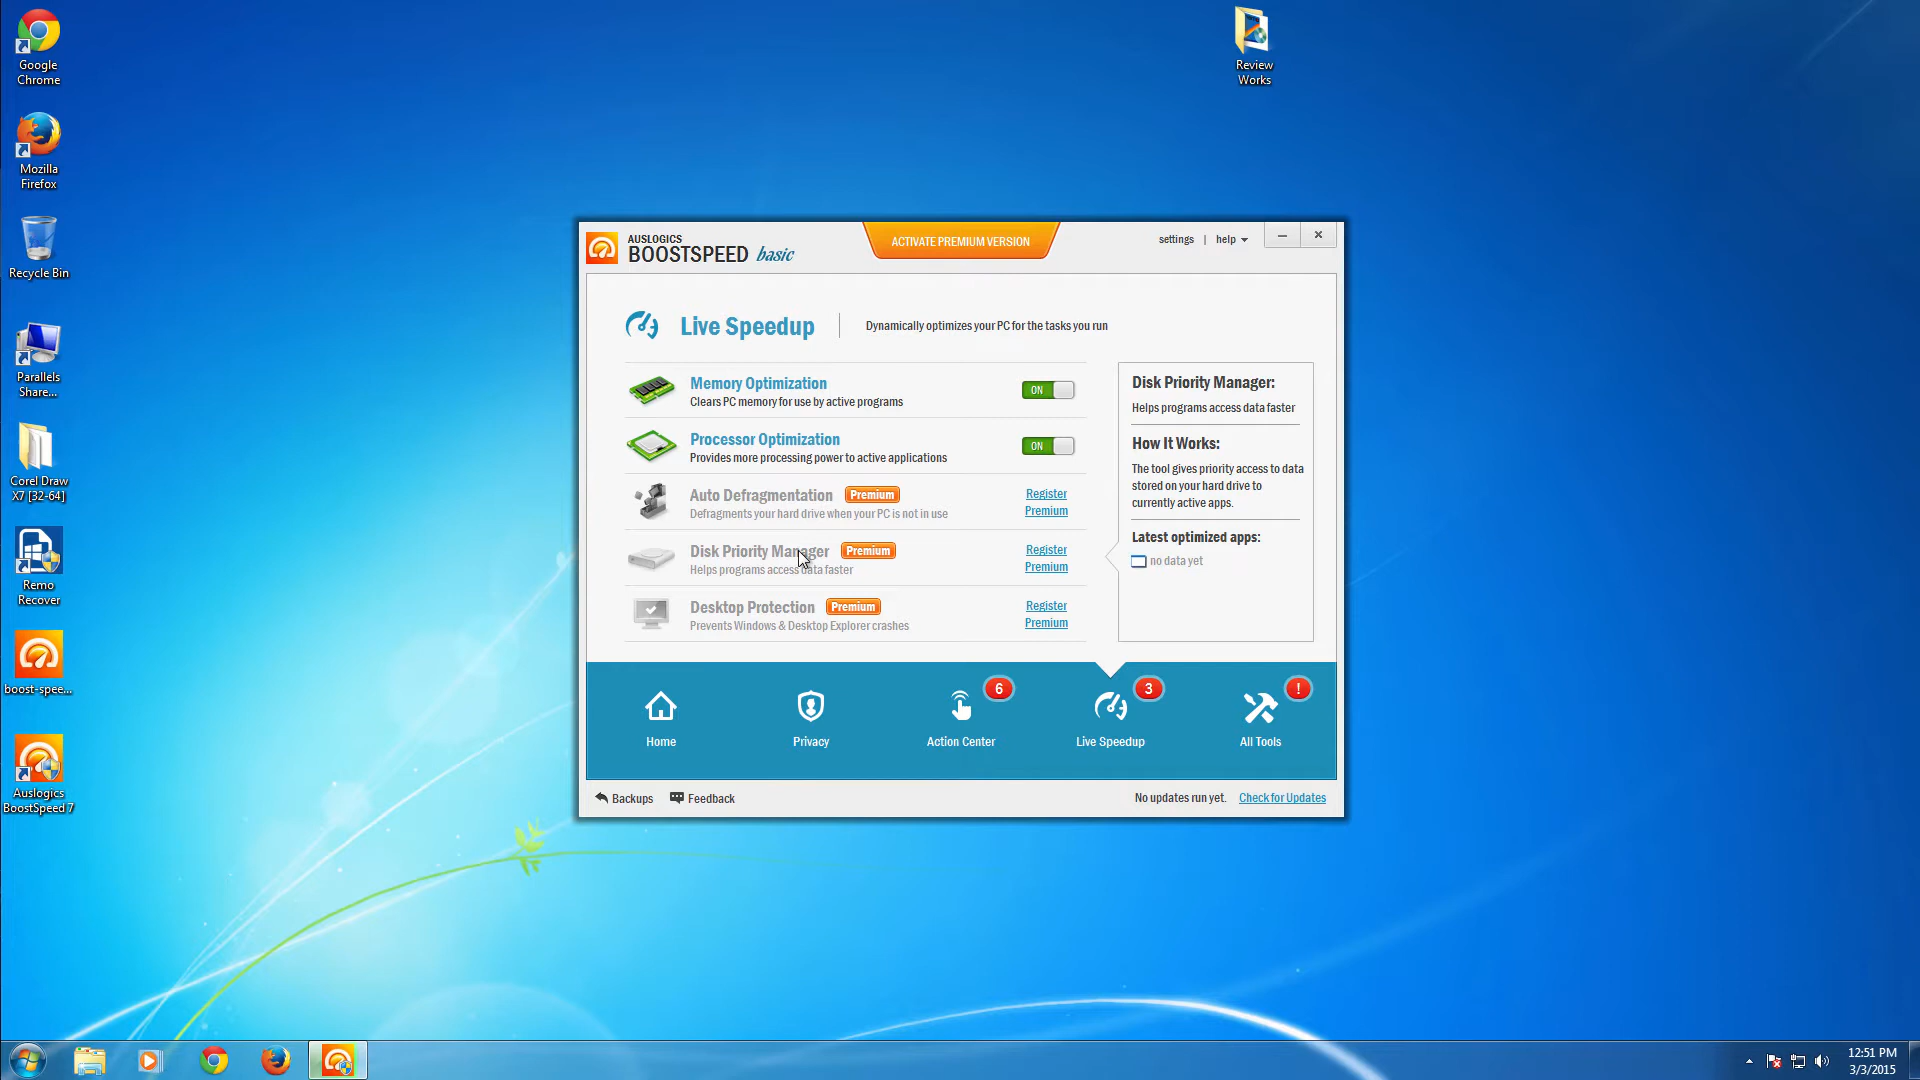 Google
Chrome
Mozilla
Firefox
Recycle Bin
Parallels
Share...
Corel Draw
X7 [32-64]
Remo
Recover
boost-spee...
Auslogics
BoostSpeed 7
Review
Works
AUSLOGICS
BOOSTSPEED basic
ACTIVATE PREMIUM VERSION
settings | help
Live Speedup
Dynamically optimizes your PC for the tasks you run
Memory Optimization
Clears PC memory for use by active programs
ON
Processor Optimization
Provides more processing power to active applications
ON
Auto Defragmentation Premium
Defragments your hard drive when your PC is not in use
Register
Premium
Disk Priority Manager Premium
Helps programs access data faster
Register
Premium
Desktop Protection Premium
Prevents Windows & Desktop Explorer crashes
Register
Premium
Disk Priority Manager:
Helps programs access data faster
How It Works:
The tool gives priority access to data
stored on your hard drive to
currently active apps.
Latest optimized apps:
no data yet
Home
Privacy
6
Action Center
3
Live Speedup
!
All Tools
Backups
Feedback
No updates run yet. Check for Updates
12:51 PM
3/3/2015